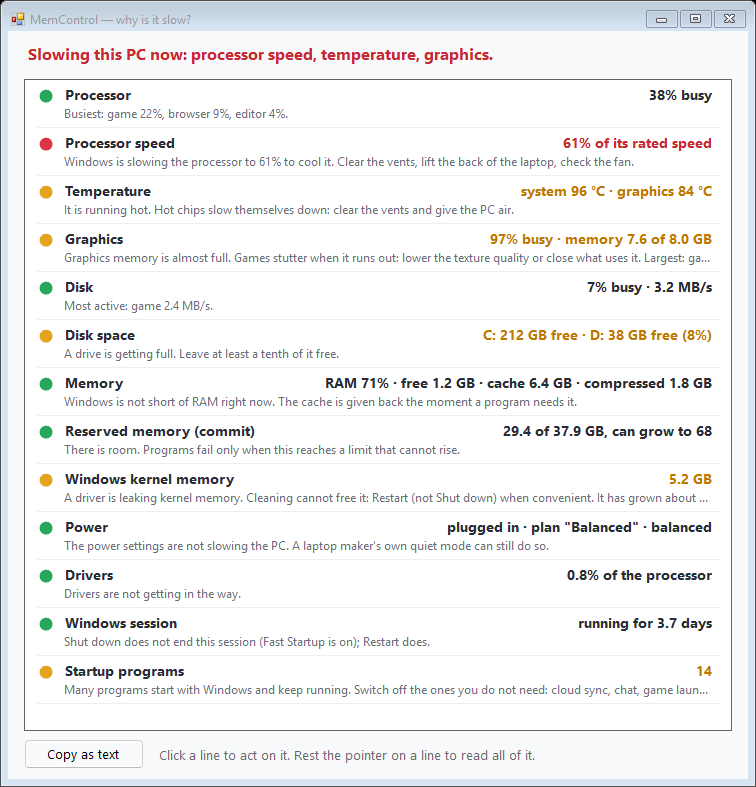 MemControl — why is it slow?
Slowing this PC now: processor speed, temperature, graphics.
Processor 38% busy
Busiest: game 22%, browser 9%, editor 4%.
Processor speed 61% of its rated speed
Windows is slowing the processor to 61% to cool it. Clear the vents, lift the back of the laptop, check the fan.
Temperature system 96 °C · graphics 84 °C
It is running hot. Hot chips slow themselves down: clear the vents and give the PC air.
Graphics 97% busy · memory 7.6 of 8.0 GB
Graphics memory is almost full. Games stutter when it runs out: lower the texture quality or close what uses it. Largest: ga...
Disk 7% busy · 3.2 MB/s
Most active: game 2.4 MB/s.
Disk space C: 212 GB free · D: 38 GB free (8%)
A drive is getting full. Leave at least a tenth of it free.
Memory RAM 71% · free 1.2 GB · cache 6.4 GB · compressed 1.8 GB
Windows is not short of RAM right now. The cache is given back the moment a program needs it.
Reserved memory (commit) 29.4 of 37.9 GB, can grow to 68
There is room. Programs fail only when this reaches a limit that cannot rise.
Windows kernel memory 5.2 GB
A driver is leaking kernel memory. Cleaning cannot free it: Restart (not Shut down) when convenient. It has grown about ...
Power plugged in · plan "Balanced" · balanced
The power settings are not slowing the PC. A laptop maker's own quiet mode can still do so.
Drivers 0.8% of the processor
Drivers are not getting in the way.
Windows session running for 3.7 days
Shut down does not end this session (Fast Startup is on); Restart does.
Startup programs 14
Many programs start with Windows and keep running. Switch off the ones you do not need: cloud sync, chat, game laun...
Copy as text Click a line to act on it. Rest the pointer on a line to read all of it.